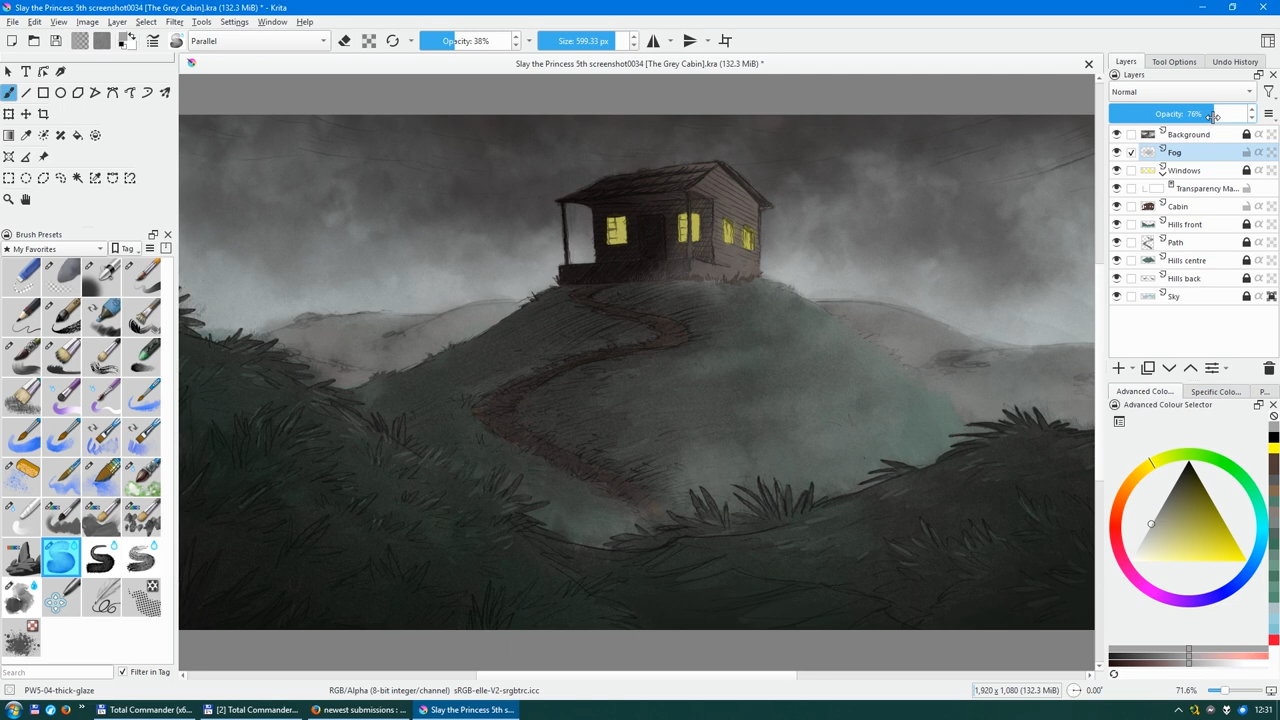 Slay the Princess 5th screenshot0034 [The Grey Cabin].kra (132.3 MiB) * - Krita
File Edit View Image Layer Select Filter Tools Settings Window Help
Parallel Opacity: 38% Size: 599.33 px
Slay the Princess 5th screenshot0034 [The Grey Cabin].kra (132.3 MiB) *
Layers Tool Options Undo History
Layers
Normal
Opacity: 76%
Background
Fog
Windows
Transparency Ma...
Cabin
Hills front
Path
Hills centre
Hills back
Sky
Brush Presets
My Favorites Tag
Advanced Colou... Specific Colo... P...
Advanced Colour Selector
Search Filter in Tag
PW5-04-thick-glaze RGB/Alpha (8-bit integer/channel) sRGB-elle-V2-srgbtrc.icc 1,920 x 1,080 (132.3 MiB) 0.00° 71.6%
Total Commander (x6... [2] Total Commander... newest submissions : ... Slay the Princess 5th s... 12:31